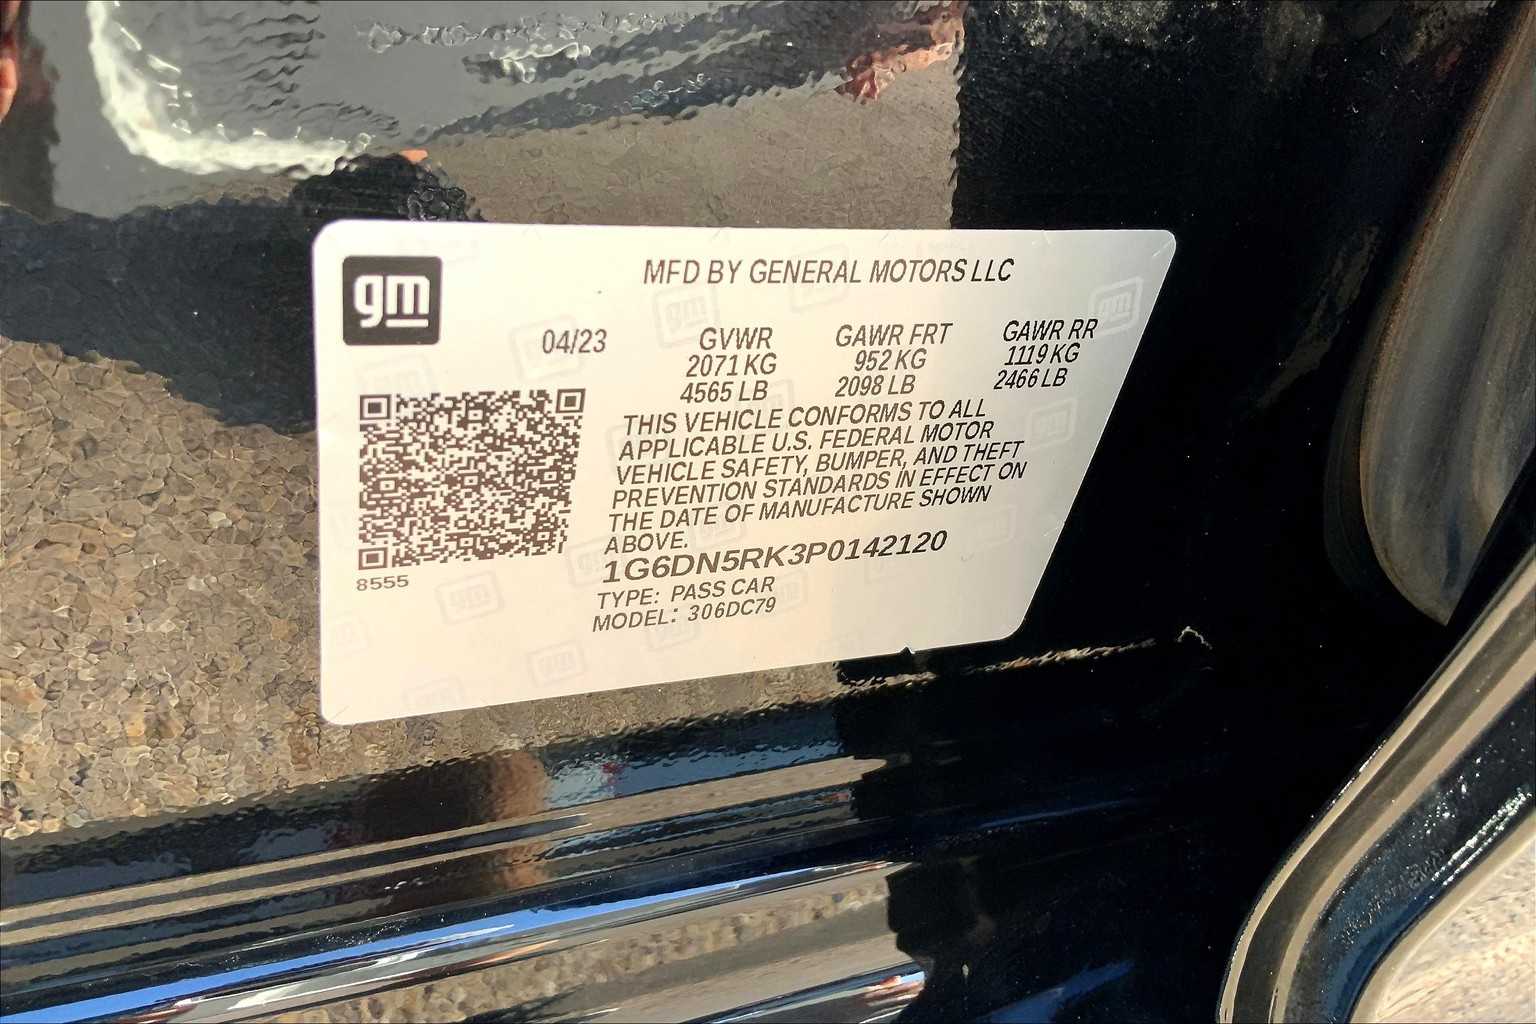 gm
MFD BY GENERAL MOTORS LLC
04/23 GVWR GAWR FRT GAWR RR
2071 KG 952 KG 1119 KG
4565 LB 2098 LB 2466 LB
THIS VEHICLE CONFORMS TO ALL
APPLICABLE U.S. FEDERAL MOTOR
VEHICLE SAFETY, BUMPER, AND THEFT
PREVENTION STANDARDS IN EFFECT ON
THE DATE OF MANUFACTURE SHOWN
ABOVE.
1G6DN5RK3P0142120
8555
TYPE: PASS CAR
MODEL: 306DC79